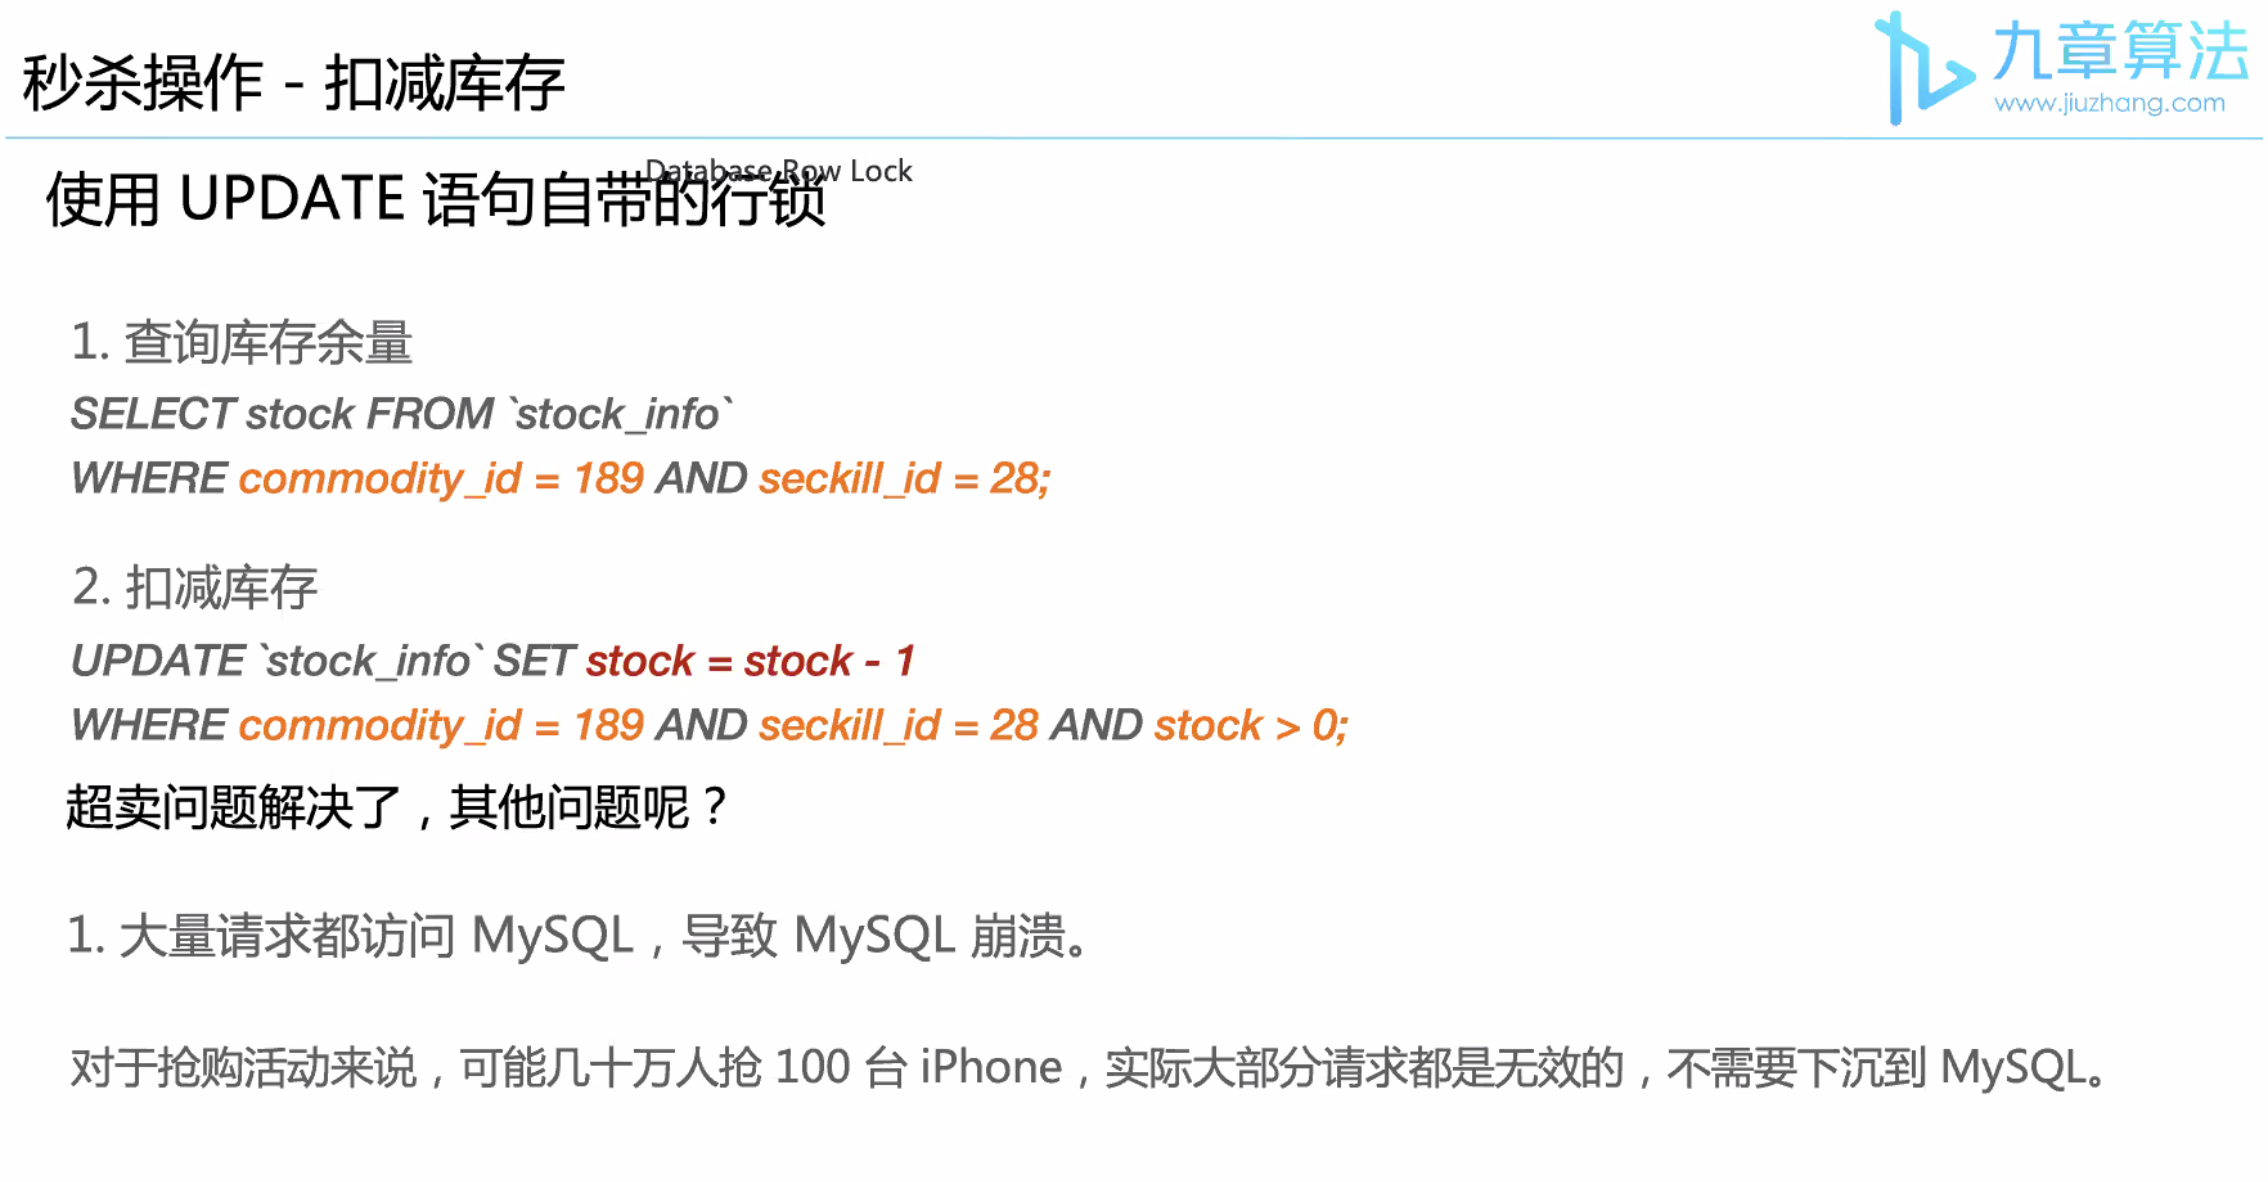 秒杀操作 - 扣减库存
九章算法
www.jiuzhang.com
Database Row Lock
使用 UPDATE 语句自带的行锁
1. 查询库存余量
SELECT stock FROM `stock_info`
WHERE commodity_id = 189 AND seckill_id = 28;
2. 扣减库存
UPDATE `stock_info` SET stock = stock - 1
WHERE commodity_id = 189 AND seckill_id = 28 AND stock > 0;
超卖问题解决了，其他问题呢？
1. 大量请求都访问 MySQL，导致 MySQL 崩溃。
对于抢购活动来说，可能几十万人抢 100 台 iPhone，实际大部分请求都是无效的，不需要下沉到 MySQL。